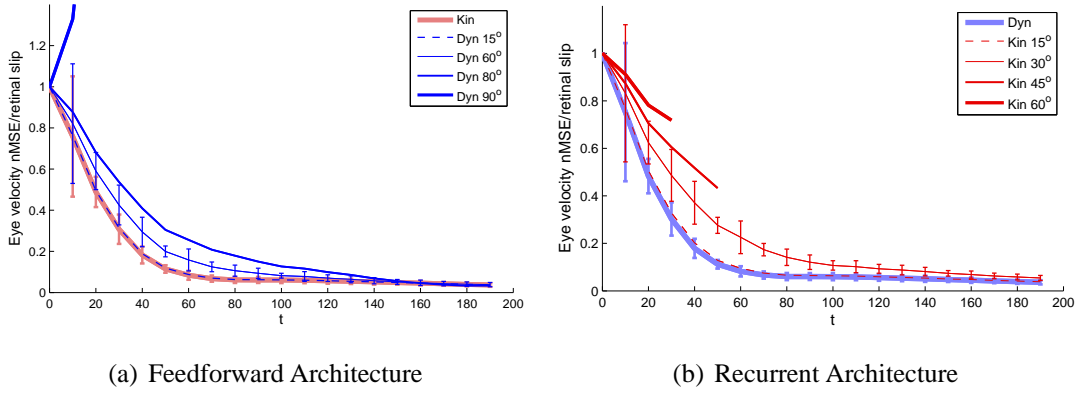 Eye velocity nMSE/retinal slip
1.2
1
0.8
0.6
0.4
0.2
0
0 20 40 60 80 100 120 140 160 180 200
t
Kin
Dyn 15°
Dyn 60°
Dyn 80°
Dyn 90°
(a) Feedforward Architecture
Eye velocity nMSE/retinal slip
1
0.8
0.6
0.4
0.2
0
0 20 40 60 80 100 120 140 160 180 200
t
Dyn
Kin 15°
Kin 30°
Kin 45°
Kin 60°
(b) Recurrent Architecture